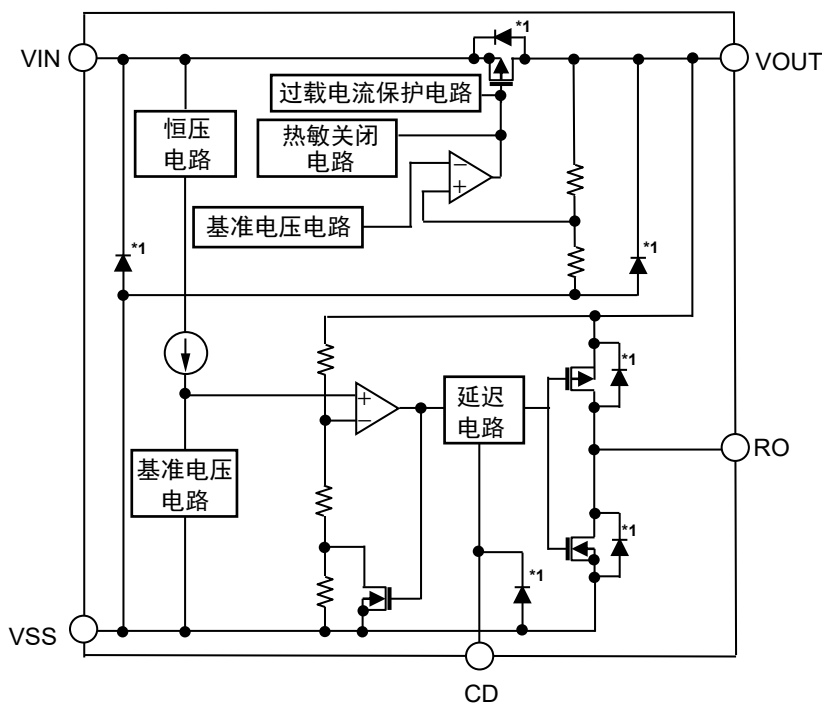 *1
VIN
VOUT
过载电流保护电路
恒压
电路
热敏关闭
电路
−
+
基准电压电路
*1
*1
*1
+
−
延迟
电路
RO
基准电压
电路
*1
*1
VSS
CD